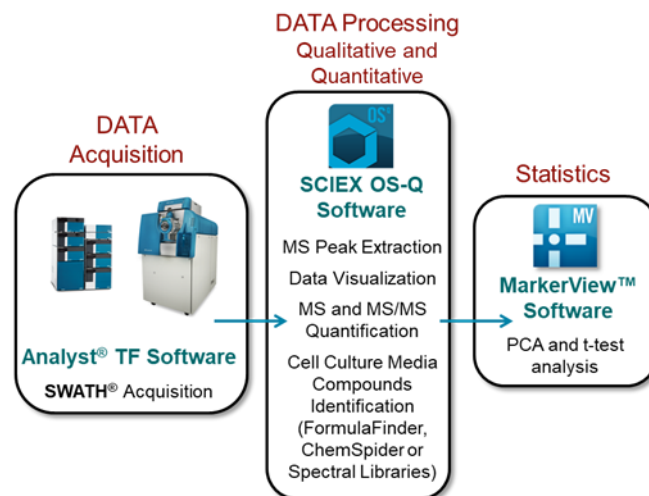 DATA
Acquisition
Analyst® TF Software
SWATH® Acquisition
DATA Processing
Qualitative and
Quantitative
OS
SCIEX OS-Q
Software
MS Peak Extraction
Data Visualization
MS and MS/MS
Quantification
Cell Culture Media
Compounds
Identification
(FormulaFinder,
ChemSpider or
Spectral Libraries)
Statistics
MV
MarkerView™
Software
PCA and t-test
analysis